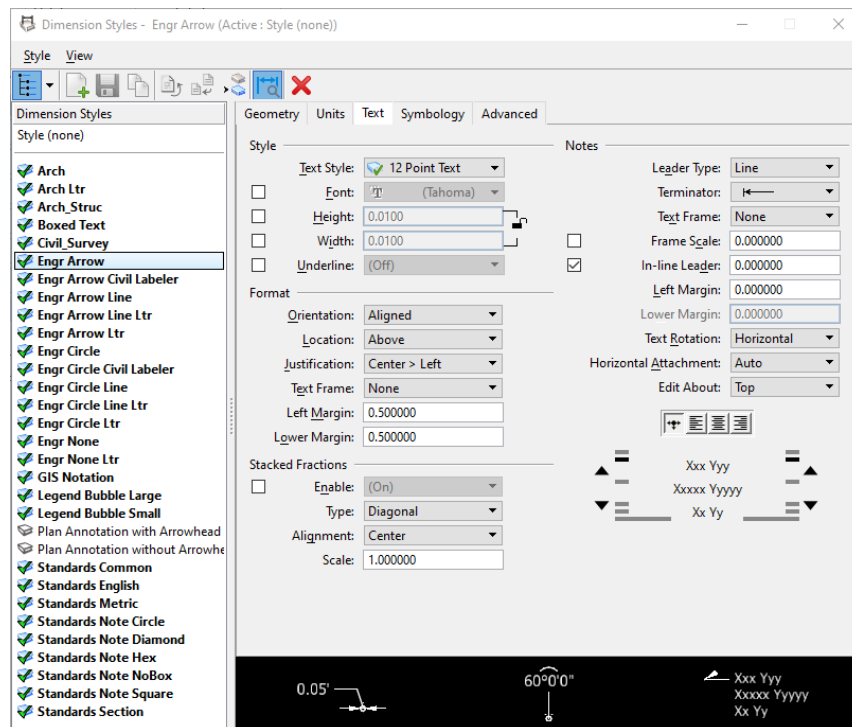 Dimension Styles -  Engr Arrow (Active : Style (none))
Style View
Dimension Styles
Style (none)
Arch
Arch Ltr
Arch_Struc
Boxed Text
Civil_Survey
Engr Arrow
Engr Arrow Civil Labeler
Engr Arrow Line
Engr Arrow Line Ltr
Engr Arrow Ltr
Engr Circle
Engr Circle Civil Labeler
Engr Circle Line
Engr Circle Line Ltr
Engr Circle Ltr
Engr None
Engr None Ltr
GIS Notation
Legend Bubble Large
Legend Bubble Small
Plan Annotation with Arrowhead
Plan Annotation without Arrowhe
Standards Common
Standards English
Standards Metric
Standards Note Circle
Standards Note Diamond
Standards Note Hex
Standards Note NoBox
Standards Note Square
Standards Section
Geometry Units Text Symbology Advanced
Style
Text Style: 12 Point Text
Font: (Tahoma)
Height: 0.0100
Width: 0.0100
Underline: (Off)
Format
Orientation: Aligned
Location: Above
Justification: Center > Left
Text Frame: None
Left Margin: 0.500000
Lower Margin: 0.500000
Stacked Fractions
Enable: (On)
Type: Diagonal
Alignment: Center
Scale: 1.000000
Notes
Leader Type: Line
Terminator:
Text Frame: None
Frame Scale: 0.000000
In-line Leader: 0.000000
Left Margin: 0.000000
Lower Margin: 0.000000
Text Rotation: Horizontal
Horizontal Attachment: Auto
Edit About: Top
Xxx Yyy
Xxxxx Yyyyy
Xx Yy
0.05'
60°0'0"
Xxx Yyy
Xxxxx Yyyyy
Xx Yy